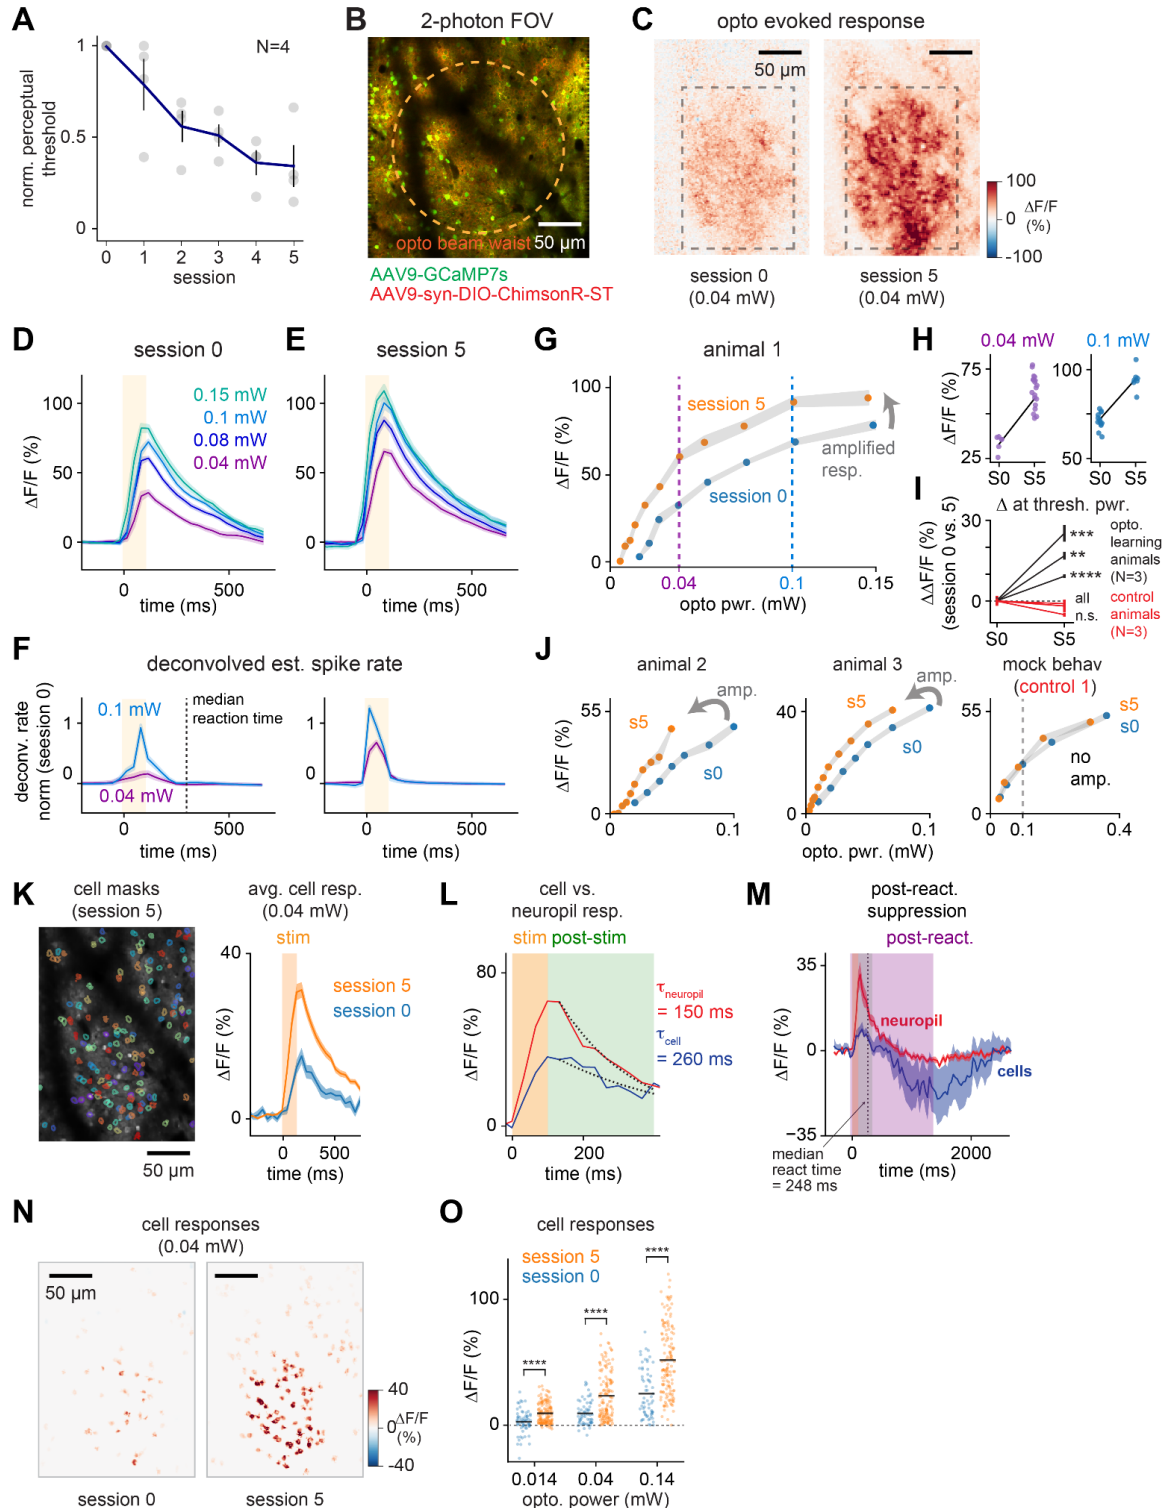 A
norm. perceptual
threshold
N=4
1
0.5
0
0 1 2 3 4 5
session
B
2-photon FOV
opto beam waist
50 µm
AAV9-GCaMP7s
AAV9-syn-DIO-ChimsonR-ST
C
opto evoked response
50 µm
100
0
-100
ΔF/F
(%)
session 0
(0.04 mW)
session 5
(0.04 mW)
D
session 0
0.15 mW
0.1 mW
0.08 mW
0.04 mW
ΔF/F (%)
100
50
0
0 500
time (ms)
E
session 5
100
50
0
0 500
time (ms)
G
animal 1
ΔF/F (%)
100
50
0
session 5
session 0
amplified
resp.
0 0.04 0.1 0.15
opto pwr. (mW)
H
0.04 mW
0.1 mW
ΔF/F (%)
75
25
S0 S5
100
50
S0 S5
I
Δ at thresh. pwr.
ΔΔF/F (%)
(session 0 vs. 5)
30
0
***
**
****
opto.
learning
animals
(N=3)
all
n.s.
control
animals
(N=3)
S0 S5
F
deconvolved est. spike rate
deconv. rate
norm (seesion 0)
1
0
0.1 mW
0.04 mW
median
reaction time
0 500
time (ms)
1
0
0 500
time (ms)
J
animal 2
ΔF/F (%)
55
0
s5
s0
amp.
0 0.1
animal 3
40
0
s5
s0
amp.
0 0.1
opto. pwr. (mW)
mock behav
(control 1)
55
0
s5
s0
no
amp.
0 0.1 0.4
K
cell masks
(session 5)
50 µm
avg. cell resp.
(0.04 mW)
stim
session 5
session 0
ΔF/F (%)
40
0
0 500
time (ms)
L
cell vs.
neuropil resp.
stim post-stim
ΔF/F (%)
80
0
τneuropil
= 150 ms
τcell
= 260 ms
0 200
time (ms)
M
post-react.
suppression
post-react.
ΔF/F (%)
35
0
−35
neuropil
cells
median
react time
= 248 ms
0 2000
time (ms)
N
cell responses
(0.04 mW)
50 µm
40
0
-40
ΔF/F
(%)
session 0
session 5
O
cell responses
session 5
session 0
****
****
****
ΔF/F (%)
100
0
0.014 0.04 0.14
opto. power (mW)